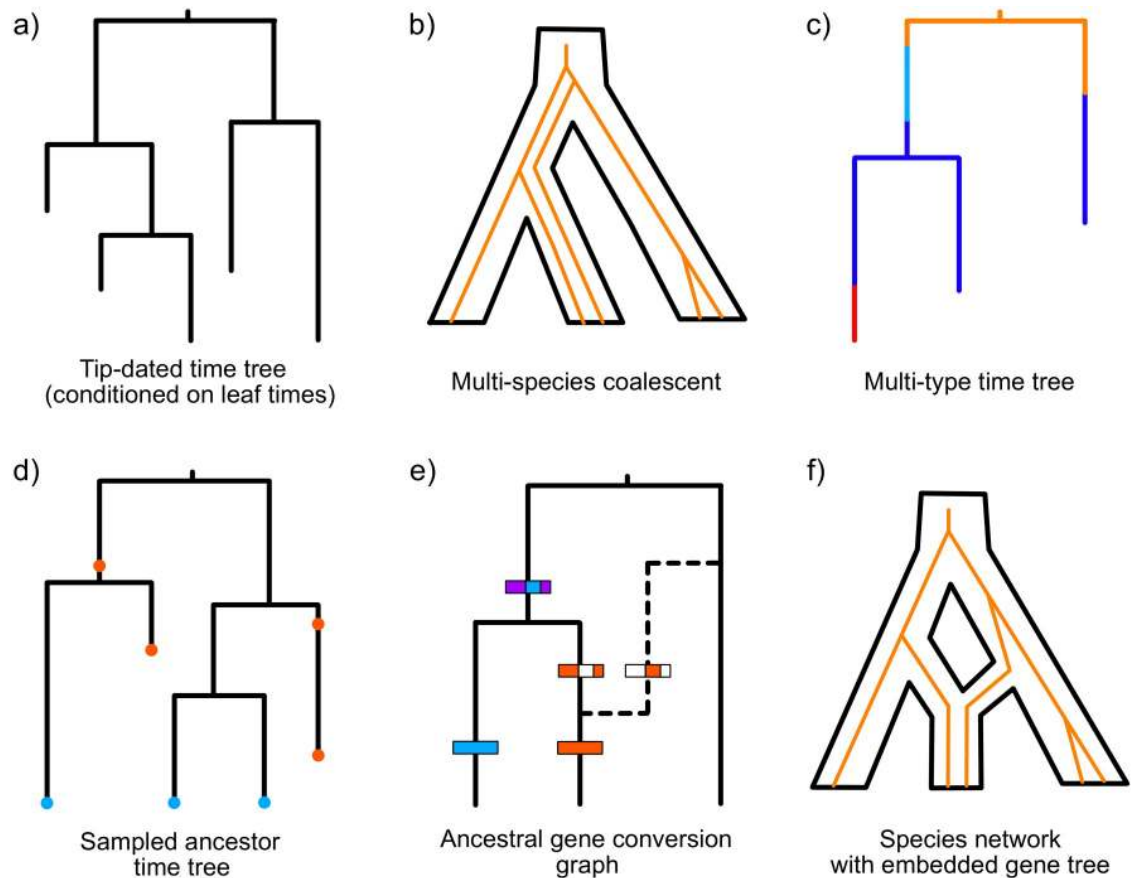 a)
Tip-dated time tree
(conditioned on leaf times)
b)
Multi-species coalescent
c)
Multi-type time tree
d)
Sampled ancestor
time tree
e)
Ancestral gene conversion
graph
f)
Species network
with embedded gene tree